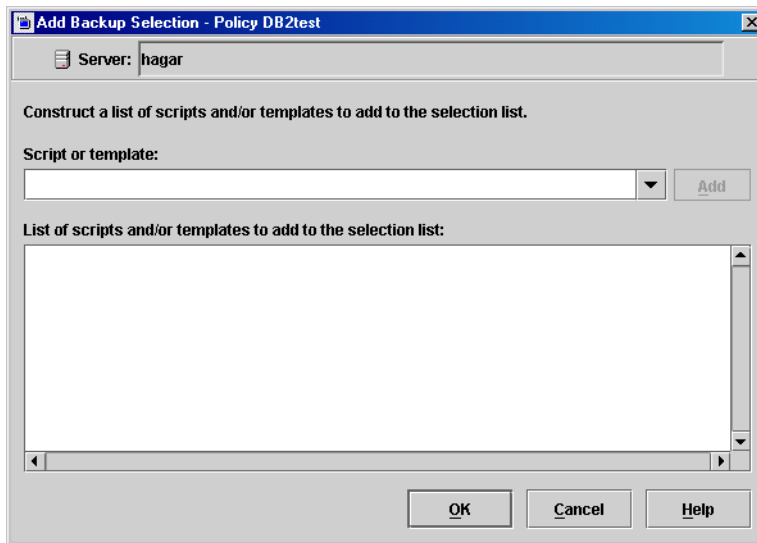 Add Backup Selection - Policy DB2test
Server: hagar
Construct a list of scripts and/or templates to add to the selection list.
Script or template:
Add
List of scripts and/or templates to add to the selection list:
OK Cancel Help